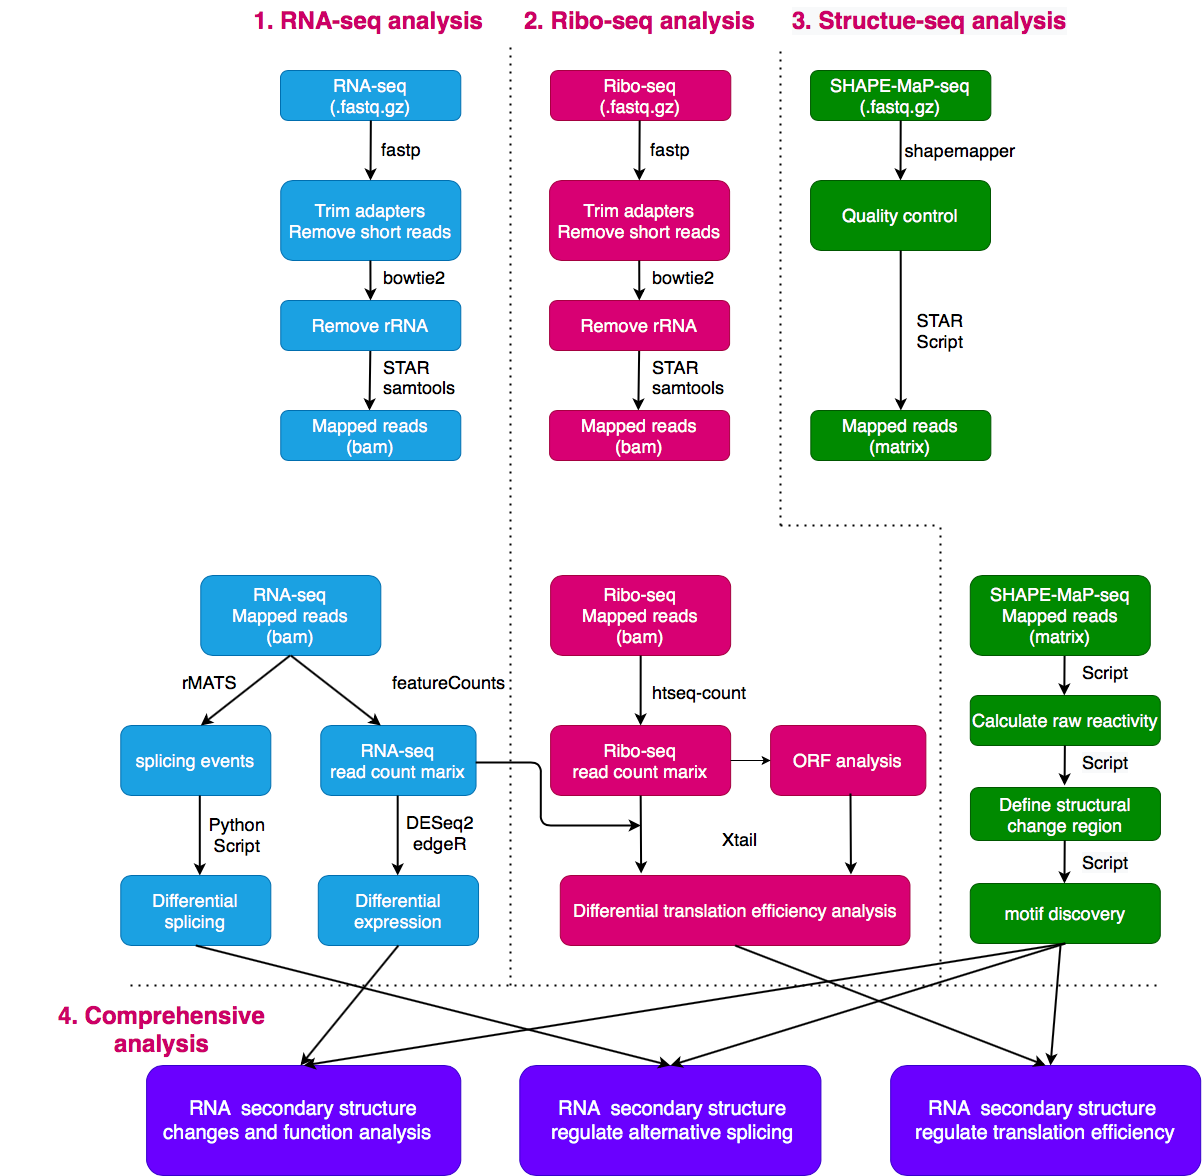 1. RNA-seq analysis
2. Ribo-seq analysis
3. Structue-seq analysis
RNA-seq
(.fastq.gz)
Ribo-seq
(.fastq.gz)
SHAPE-MaP-seq
(.fastq.gz)
fastp
fastp
shapemapper
Trim adapters
Remove short reads
Trim adapters
Remove short reads
Quality control
bowtie2
bowtie2
Remove rRNA
Remove rRNA
STAR
Script
STAR
samtools
STAR
samtools
Mapped reads
(bam)
Mapped reads
(bam)
Mapped reads
(matrix)
RNA-seq
Mapped reads
(bam)
Ribo-seq
Mapped reads
(bam)
SHAPE-MaP-seq
Mapped reads
(matrix)
rMATS
featureCounts
htseq-count
Script
splicing events
RNA-seq
read count marix
Ribo-seq
read count marix
ORF analysis
Calculate raw reactivity
Script
Python
Script
DESeq2
edgeR
Xtail
Define structural
change region
Script
Differential
splicing
Differential
expression
Differential translation efficiency analysis
motif discovery
4. Comprehensive
analysis
RNA secondary structure
changes and function analysis
RNA secondary structure
regulate alternative splicing
RNA secondary structure
regulate translation efficiency